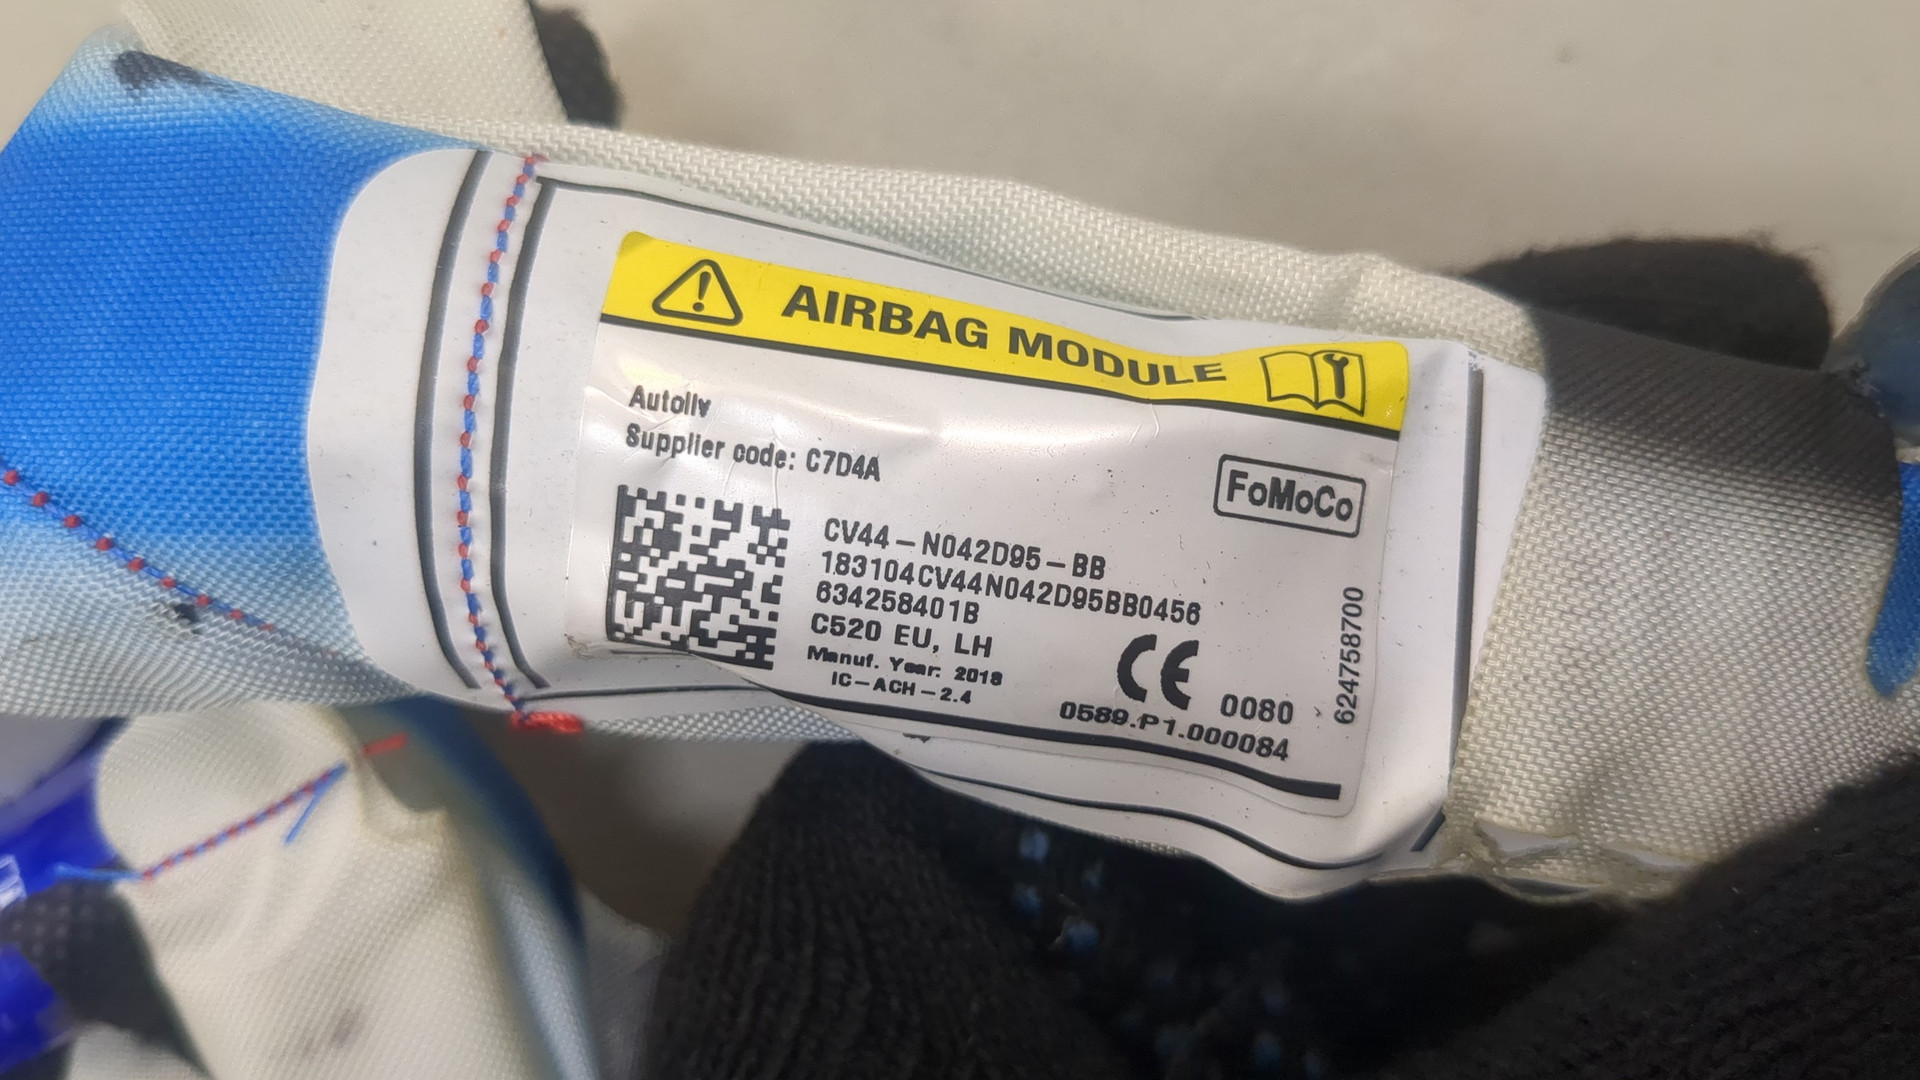 AIRBAG MODULE
Autoliv
Supplier code: C7D4A
FoMoCo
CV44-N042D95-BB
183104CV44N042D95BB0456
634258401B
C520 EU, LH
Manuf. Year: 2018
IC-ACH-2.4
CE 0080
0589.P1.000084
624758700